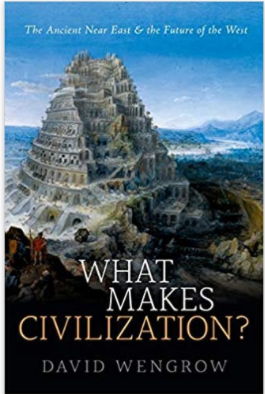 The Ancient Near East & the Future of the West
WHAT
MAKES
CIVILIZATION?
DAVID WENGROW